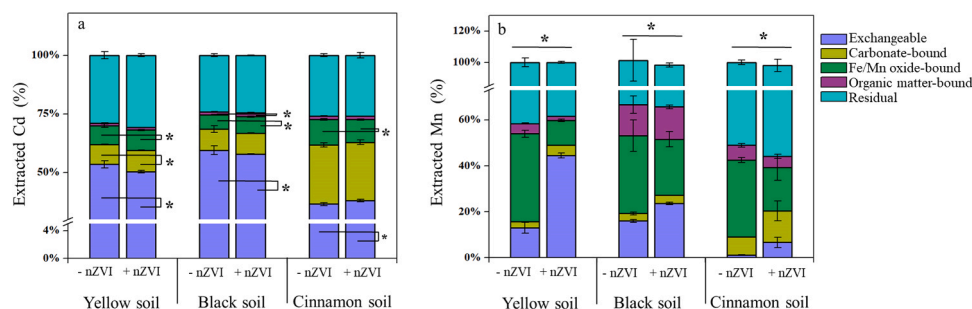 a
Extracted Cd (%)
100%
75%
50%
4%
0%
*
*
*
*
*
*
*
*
- nZVI + nZVI - nZVI + nZVI - nZVI + nZVI
Yellow soil Black soil Cinnamon soil
b
Extracted Mn (%)
120%
100%
60%
40%
20%
0%
* * *
- nZVI + nZVI - nZVI + nZVI - nZVI + nZVI
Yellow soil Black soil Cinnamon soil
Exchangeable
Carbonate-bound
Fe/Mn oxide-bound
Organic matter-bound
Residual